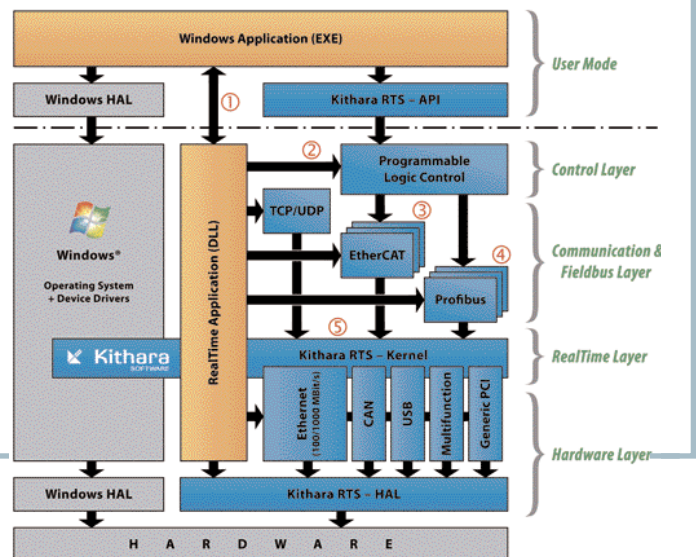 Windows Application (EXE)
User Mode
①
Windows HAL
Kithara RTS – API
②
Programmable
Logic Control
Control Layer
TCP/UDP
③
Windows®
Operating System
+ Device Drivers
RealTime Application (DLL)
EtherCAT
④
Communication &
Fieldbus Layer
Profibus
⑤
Kithara
SOFTWARE
Kithara RTS – Kernel
RealTime Layer
Ethernet
(100/1000 MBit/s)
CAN
USB
Multifunction
Generic PCI
Hardware Layer
Windows HAL
Kithara RTS – HAL
H A R D W A R E